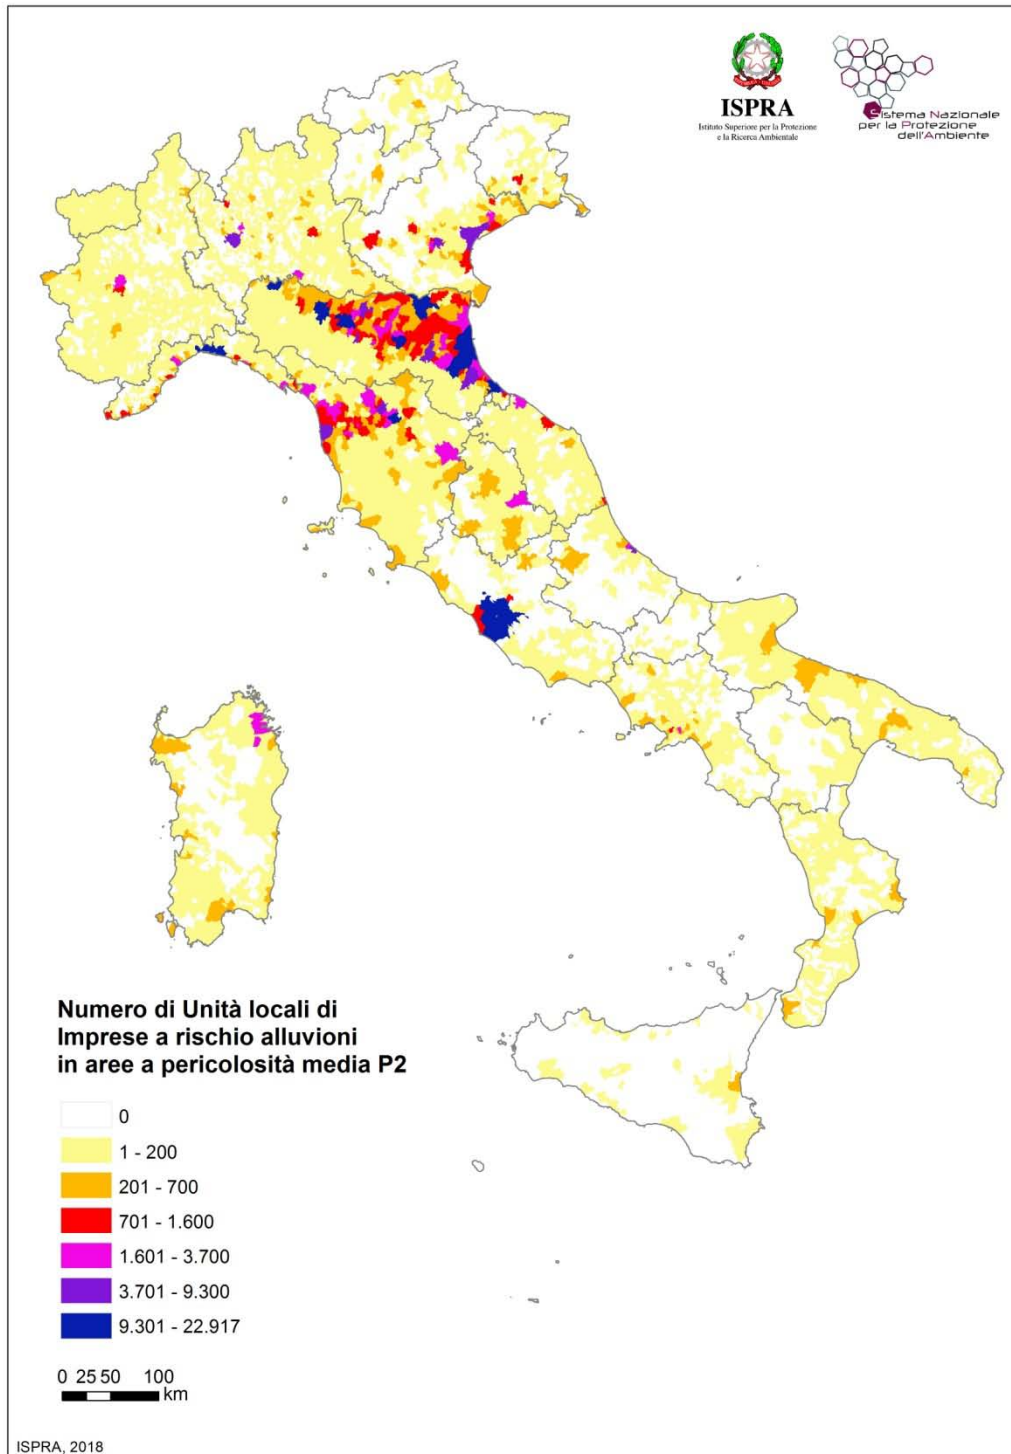 ISPRA
Istituto Superiore per la Protezione
e la Ricerca Ambientale
Sistema Nazionale
per la Protezione
dell'Ambiente
Numero di Unità locali di
Imprese a rischio alluvioni
in aree a pericolosità media P2
0
1 - 200
201 - 700
701 - 1.600
1.601 - 3.700
3.701 - 9.300
9.301 - 22.917
0 25 50 100
km
ISPRA, 2018